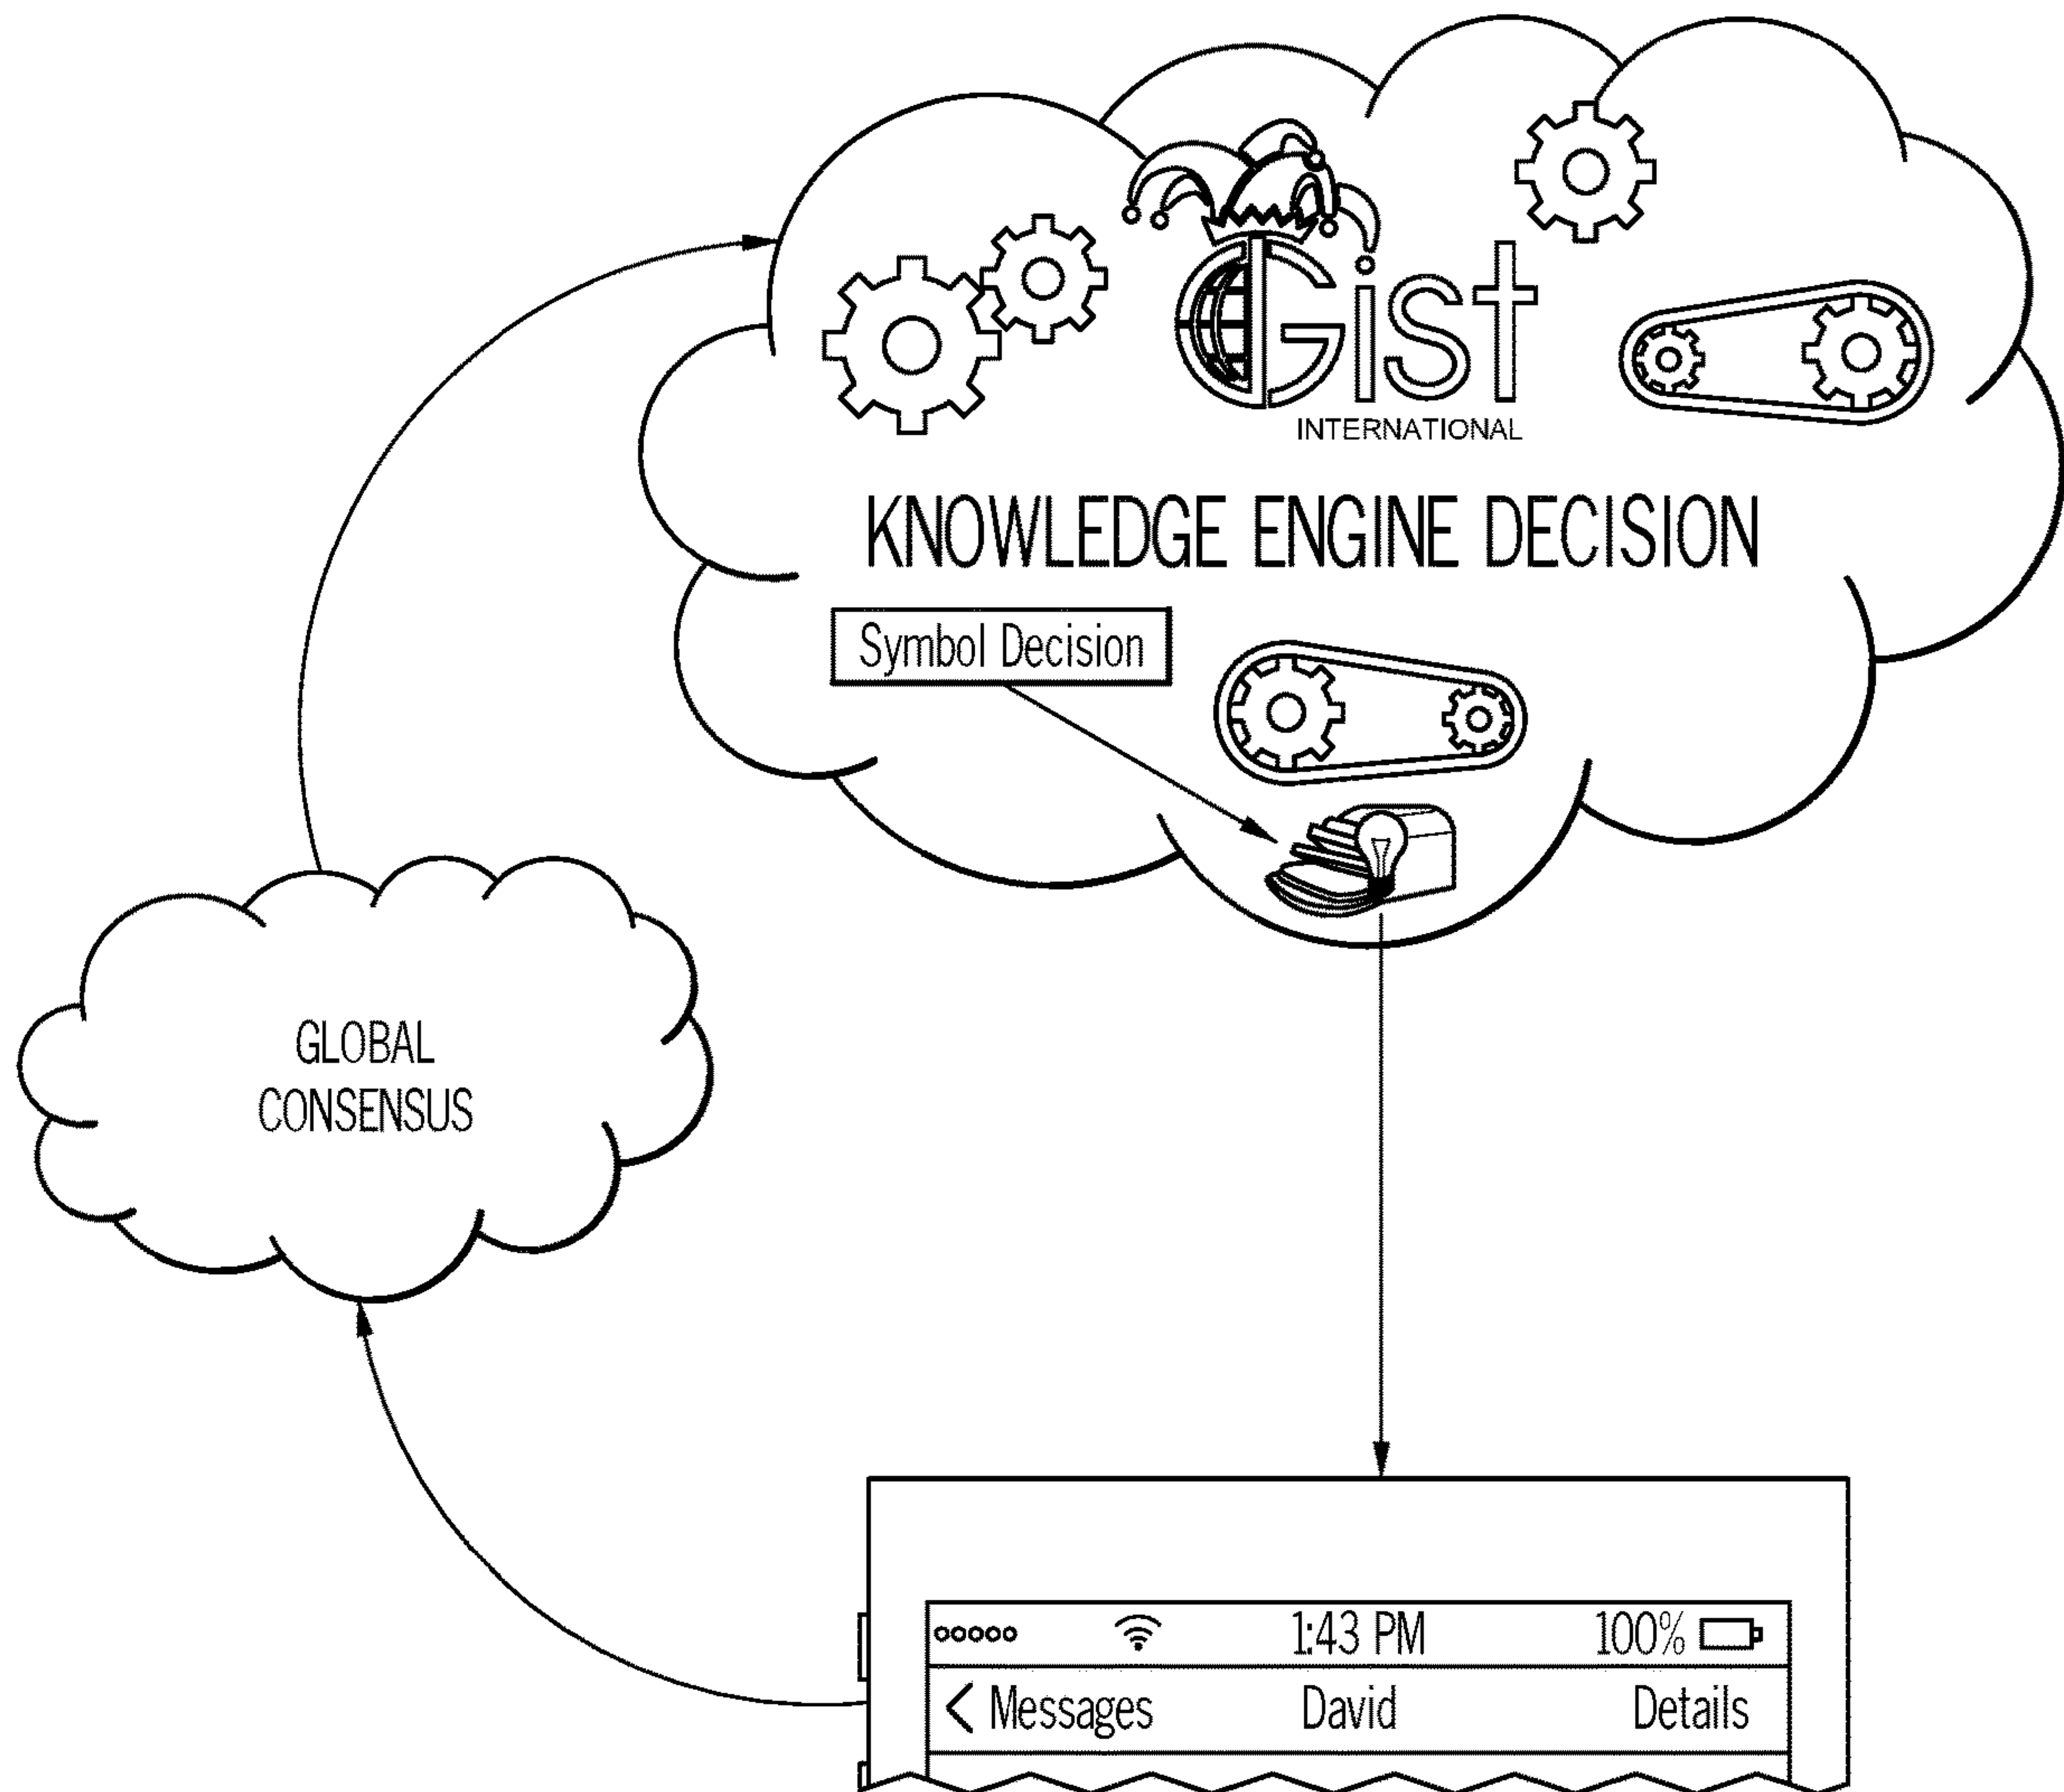 Gist
INTERNATIONAL
KNOWLEDGE ENGINE DECISION
Symbol Decision
GLOBAL
CONSENSUS
1:43 PM 100%
Messages David Details